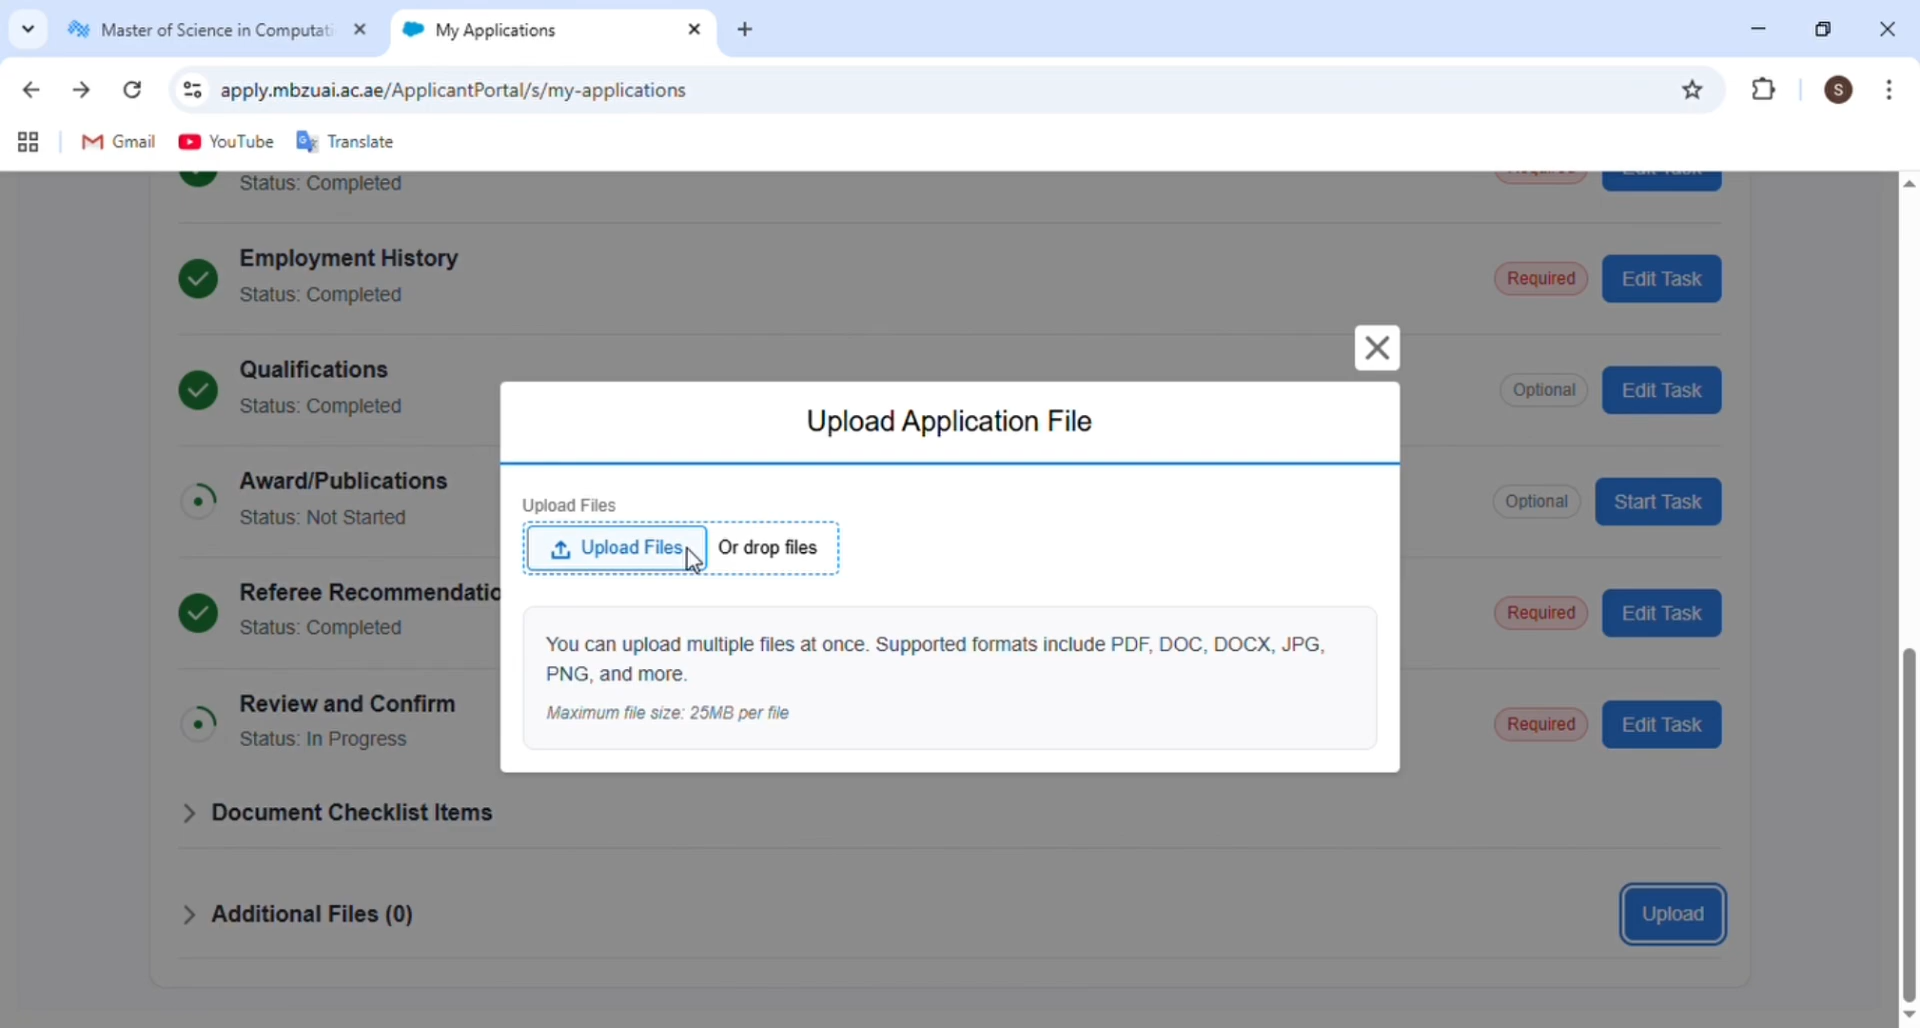 Master of Science in Computati
My Applications
apply.mbzuai.ac.ae/ApplicantPortal/s/my-applications
S
Gmail
YouTube
Translate
Status: Completed
Required
Edit Task
Employment History
Status: Completed
Required
Edit Task
Qualifications
Status: Completed
Optional
Edit Task
Upload Application File
Award/Publications
Status: Not Started
Optional
Start Task
Upload Files
Upload Files
Or drop files
Referee Recommendatio
Status: Completed
Required
Edit Task
You can upload multiple files at once. Supported formats include PDF, DOC, DOCX, JPG,
PNG, and more.
Maximum file size: 25MB per file
Review and Confirm
Status: In Progress
Required
Edit Task
Document Checklist Items
Additional Files (0)
Upload